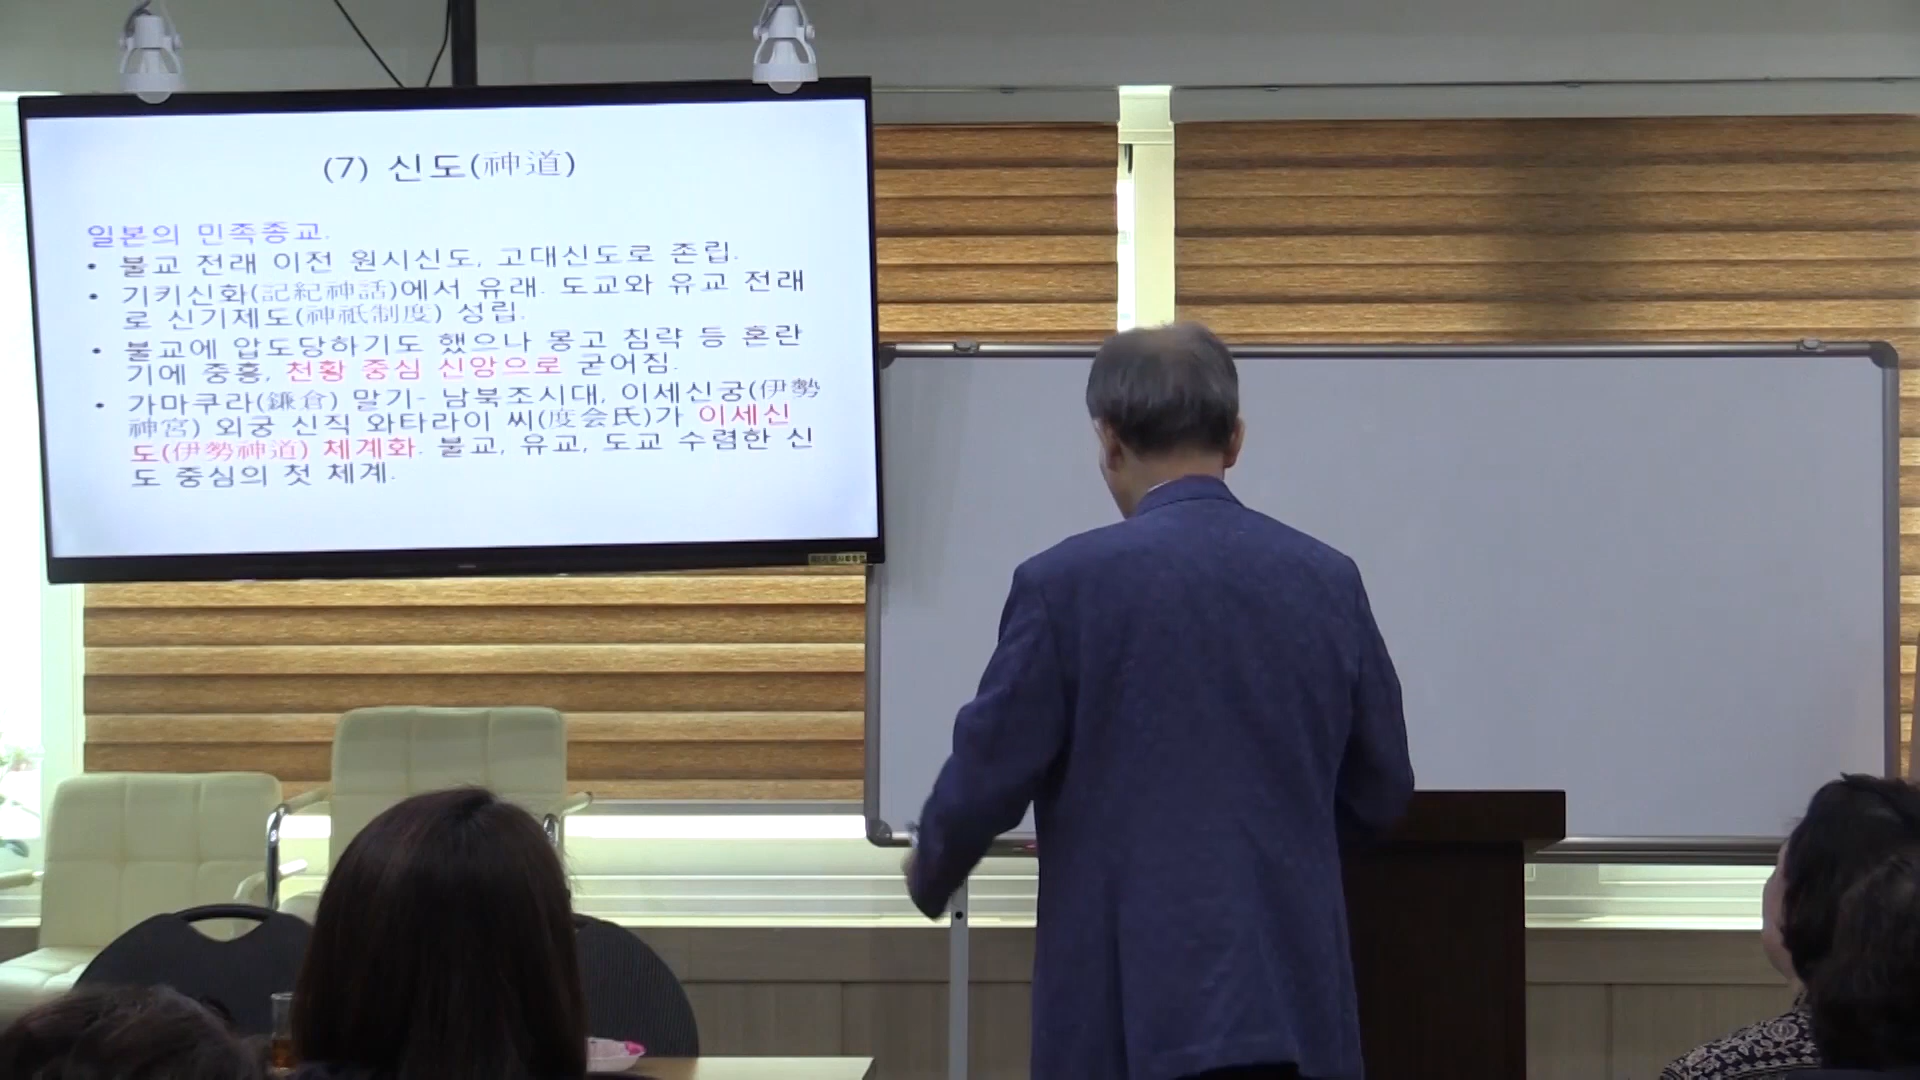 (7) 신도(神道)
일본의 민족종교.
• 불교 전래 이전 원시신도, 고대신도로 존립.
• 기키신화(記紀神話)에서 유래. 도교와 유교 전래
로 신기제도(神祇制度) 성립.
• 불교에 압도당하기도 했으나 몽고 침략 등 혼란
기에 중흥, 천황 중심 신앙으로 굳어짐.
• 가마쿠라(鎌倉) 말기- 남북조시대, 이세신궁(伊勢
神宮) 외궁 신직 와타라이 씨(度会氏)가 이세신
도(伊勢神道) 체계화. 불교, 유교, 도교 수렴한 신
도 중심의 첫 체계.